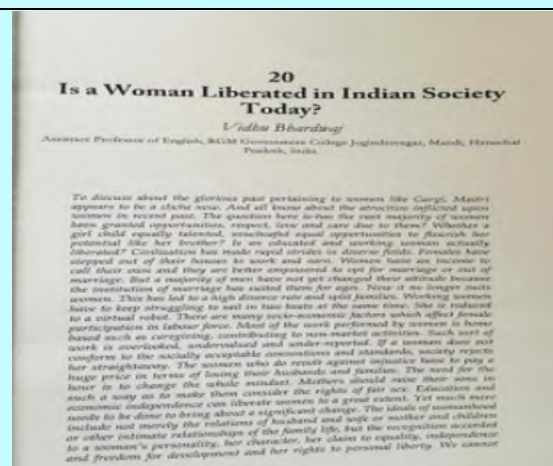 20
Is a Woman Liberated in Indian Society
Today?
Vidhu Bhardwaj
Assistant Professor of English, RGM Government College Jogindernagar, Mandi, Himachal
Pradesh, India
To discuss about the glorious past pertaining to women like Gargi, Maitri
appears to be a cliché now. And all know about the atrocities inflicted upon
women in recent past. The question here is-has the vast majority of women
been granted opportunities, respect, love and care due to them? Whether a
girl child equally talented, vouchsafed equal opportunities to flourish her
potential like her brother? Is an educated and working woman actually
liberated? Civilization has made rapid strides in diverse fields. Females have
stepped out of their houses to work and earn. Women have an income to
call their own and they are better empowered to opt for marriage or out of
marriage. But a majority of men have not yet changed their attitude because
the institution of marriage has suited them for ages. Now it no longer suits
women. This has led to a high divorce rate and split families. Working women
have to keep struggling to sail in two boats at the same time. She is reduced
to a virtual robot. There are many socio-economic factors which affect female
participation in labour force. Most of the work performed by women is home
based such as caregiving, contributing to non-market activities. Such sort of
work is overlooked, undervalued and under-reported. If a woman does not
conform to the socially acceptable conventions and standards, society rejects
her straightaway. The women who do revolt against injustice have to pay a
huge price in terms of losing their husbands and families. The need for the
hour is to change the whole mindset. Mothers should raise their sons in
such a way as to make them consider the rights of fair sex. Education and
economic independence can liberate women to a great extent. Yet much more
needs to be done to bring about a significant change. The ideals of womanhood
include not merely the relations of husband and wife or mother and children
or other intimate relationships of the family life, but the recognition accorded
to a woman's personality, her character, her claim to equality, independence
and freedom for development and her rights to personal liberty. We cannot